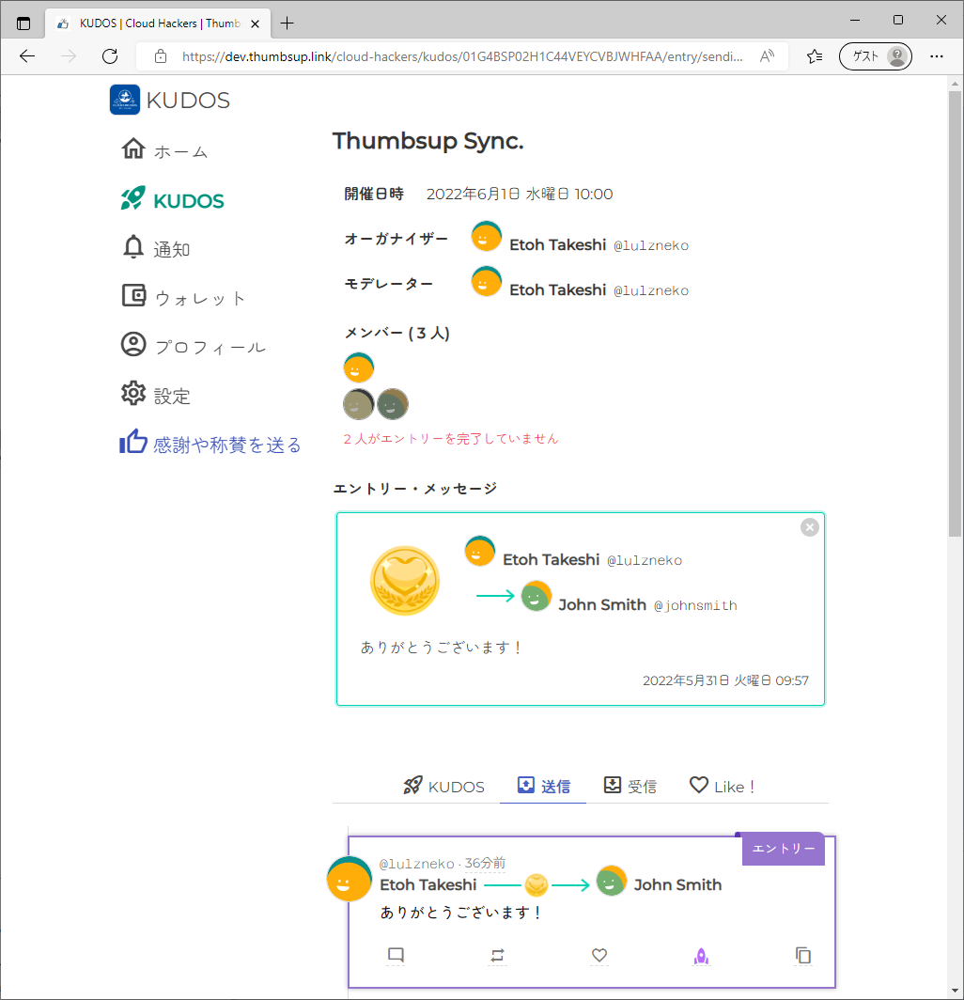 KUDOS | Cloud Hackers | Thumb
https://dev.thumbsup.link/cloud-hackers/kudos/01G4BSP02H1C44VEYCVBJWHFAA/entry/sendi...
ゲスト
KUDOS
ホーム
KUDOS
通知
ウォレット
プロフィール
設定
感謝や称賛を送る
Thumbsup Sync.
開催日時 2022年6月1日 水曜日 10:00
オーガナイザー Etoh Takeshi @lulzneko
モデレーター Etoh Takeshi @lulzneko
メンバー ( 3 人)
2 人がエントリーを完了していません
エントリー・メッセージ
Etoh Takeshi @lulzneko
John Smith @johnsmith
ありがとうございます！
2022年5月31日 火曜日 09:57
KUDOS 送信 受信 Like！
エントリー
@lulzneko · 36分前
Etoh Takeshi John Smith
ありがとうございます！